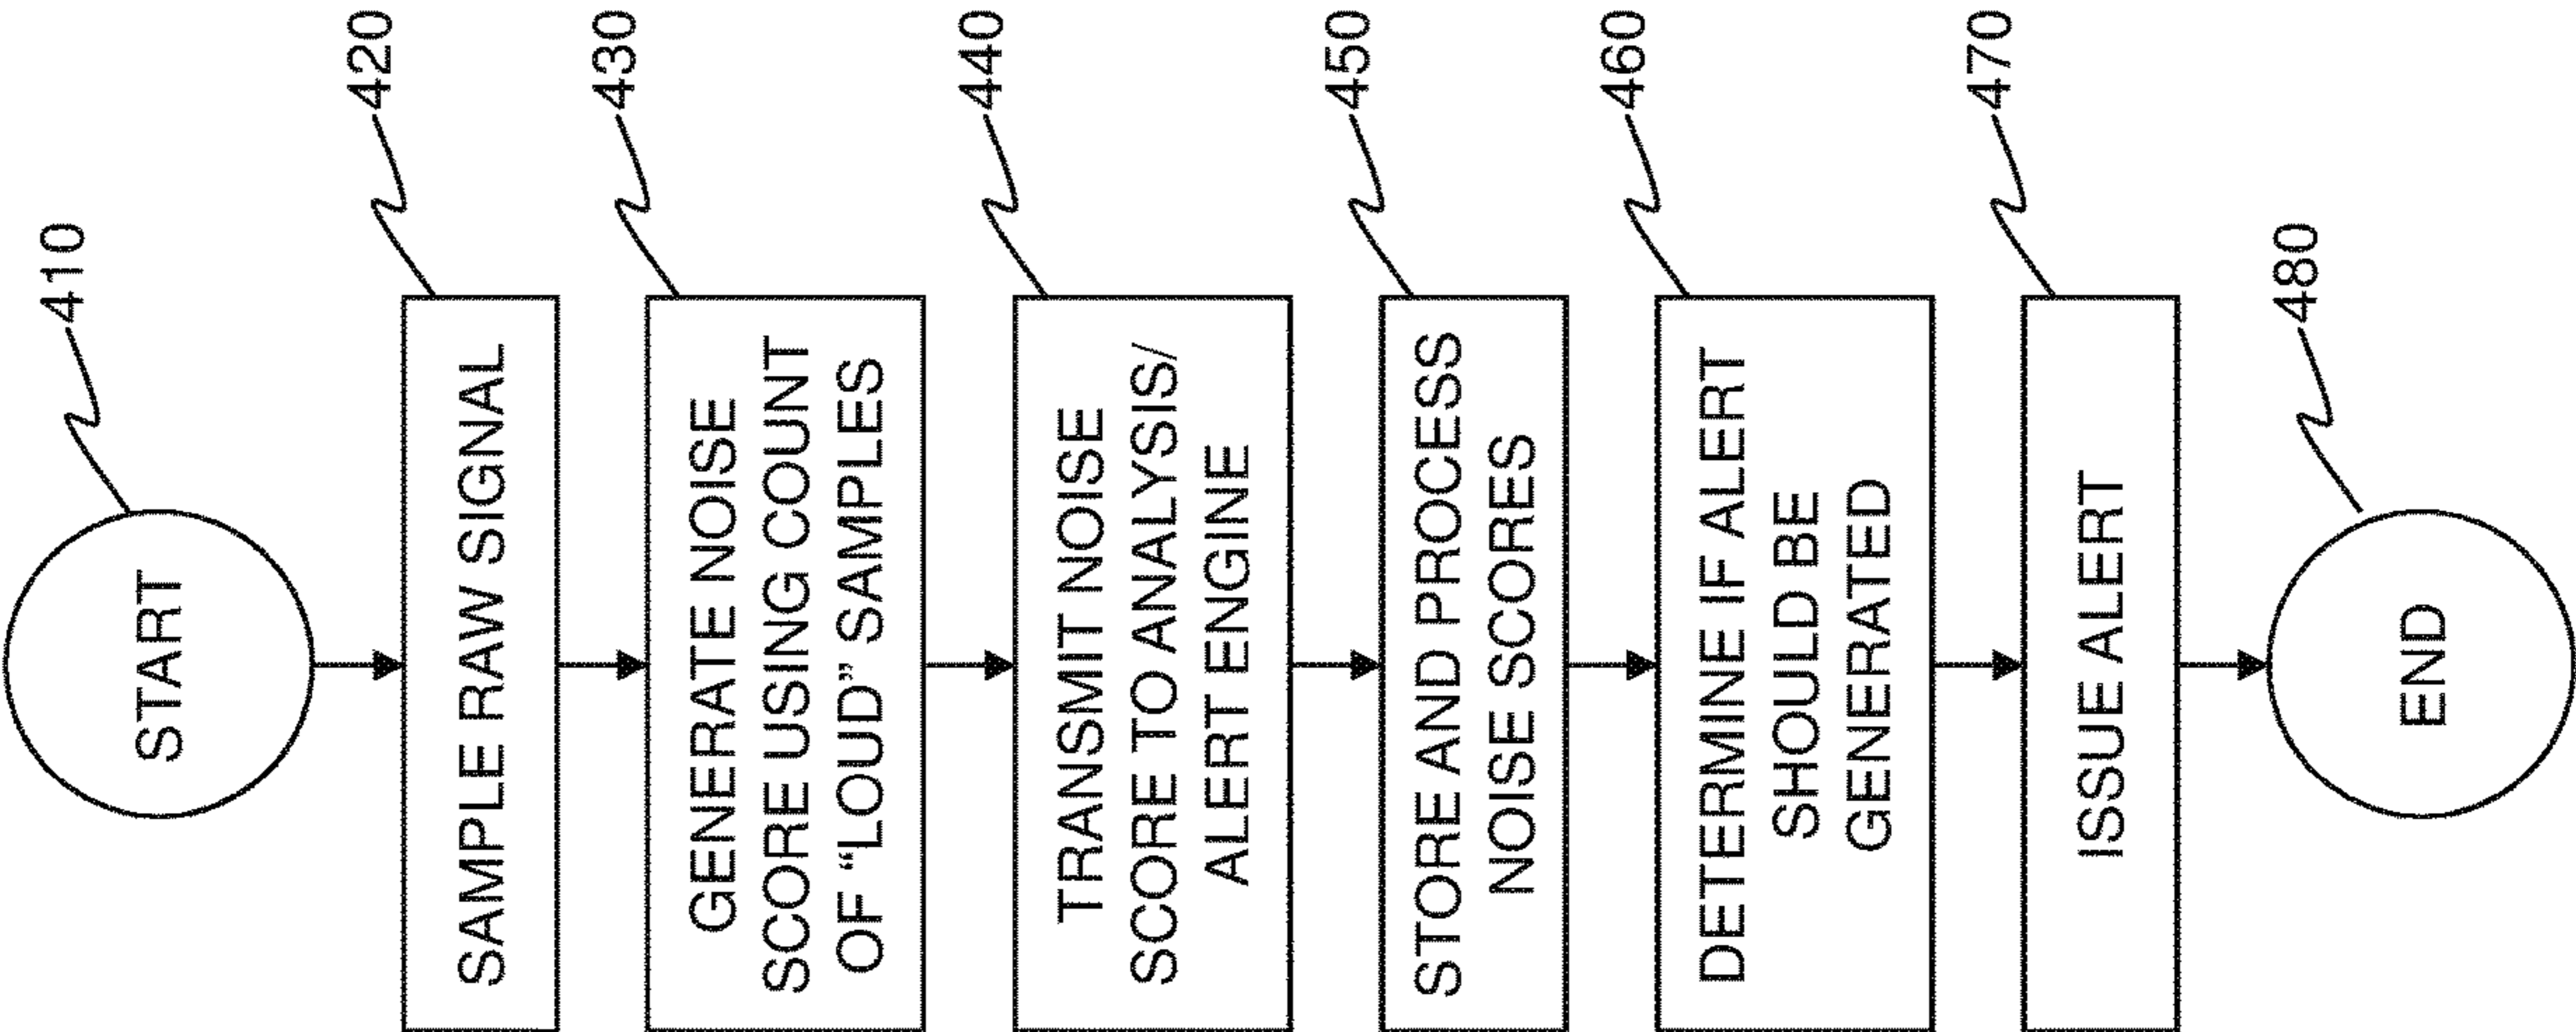 START
410
SAMPLE RAW SIGNAL
420
GENERATE NOISE
SCORE USING COUNT
OF “LOUD” SAMPLES
430
TRANSMIT NOISE
SCORE TO ANALYSIS/
ALERT ENGINE
440
STORE AND PROCESS
NOISE SCORES
450
DETERMINE IF ALERT
SHOULD BE
GENERATED
460
ISSUE ALERT
470
END
480